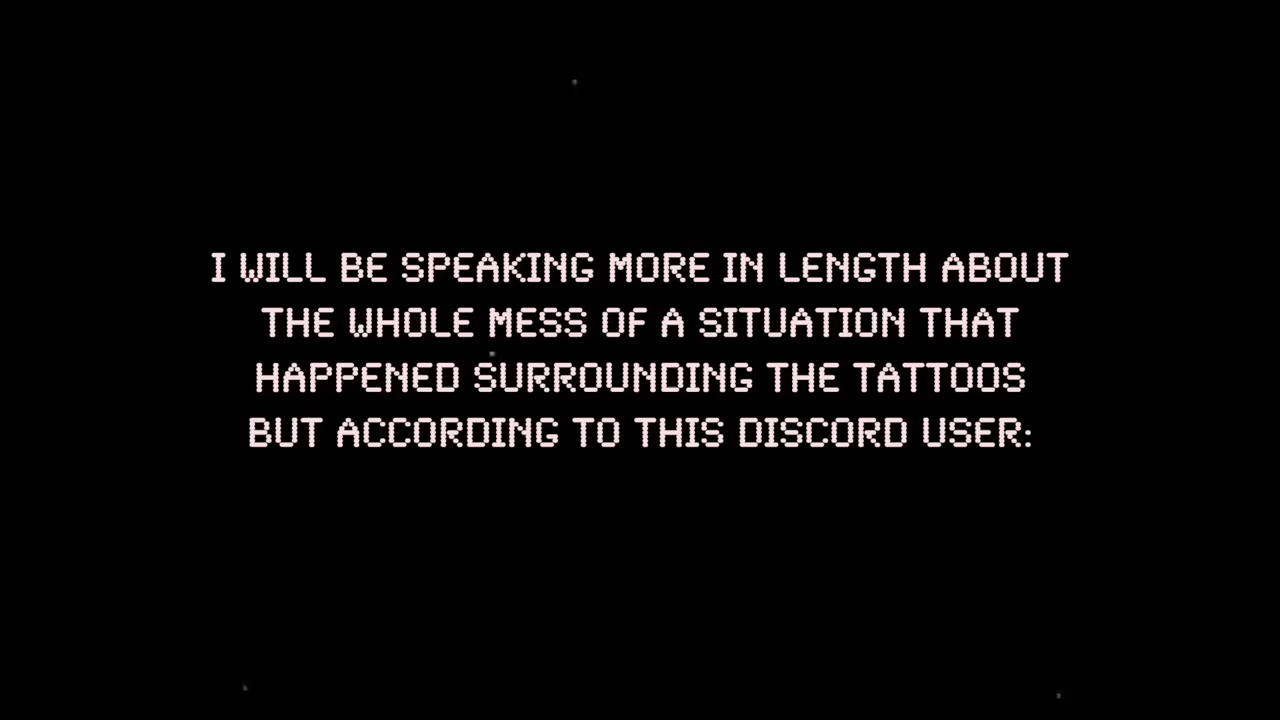 I WILL BE SPEAKING MORE IN LENGTH ABOUT
THE WHOLE MESS OF A SITUATION THAT
HAPPENED SURROUNDING THE TATTOOS
BUT ACCORDING TO THIS DISCORD USER: